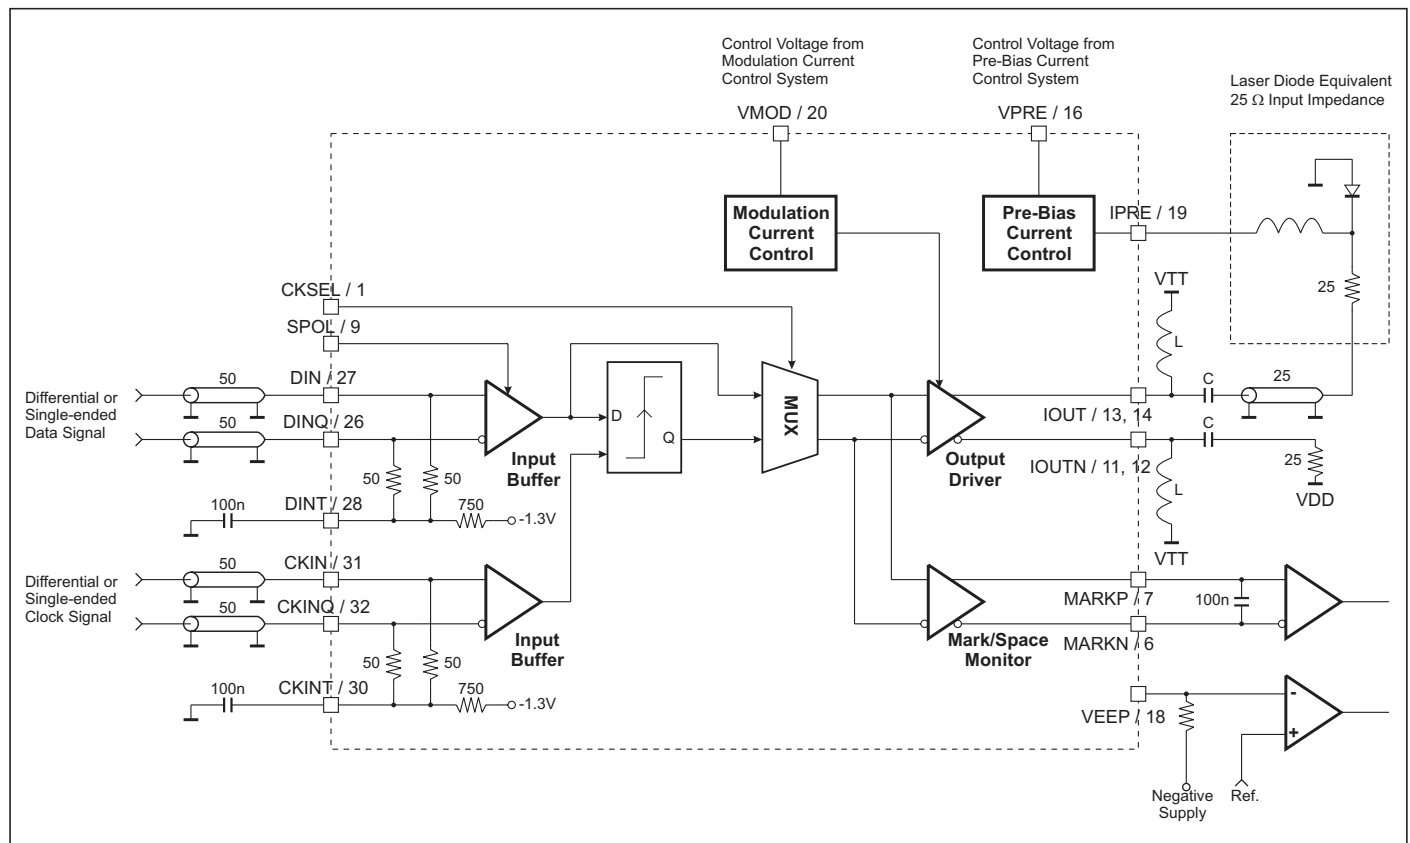 Control Voltage from
Modulation Current
Control System
Control Voltage from
Pre-Bias Current
Control System
Laser Diode Equivalent
25 Ω Input Impedance
VMOD / 20
VPRE / 16
Modulation
Current
Control
Pre-Bias
Current
Control
IPRE / 19
25
VTT
L
CKSEL / 1
SPOL / 9
Differential or
Single-ended
Data Signal
50
DIN / 27
50
DINQ / 26
Input
Buffer
50
50
100n
DINT / 28
750
-1.3V
D
Q
MUX
Output
Driver
C
25
IOUT / 13, 14
C
IOUTN / 11, 12
25
VDD
L
VTT
Differential or
Single-ended
Clock Signal
50
CKIN / 31
50
CKINQ / 32
Input
Buffer
50
50
100n
CKINT / 30
750
-1.3V
Mark/Space
Monitor
MARKP / 7
100n
MARKN / 6
VEEP / 18
-
+
Negative
Supply
Ref.